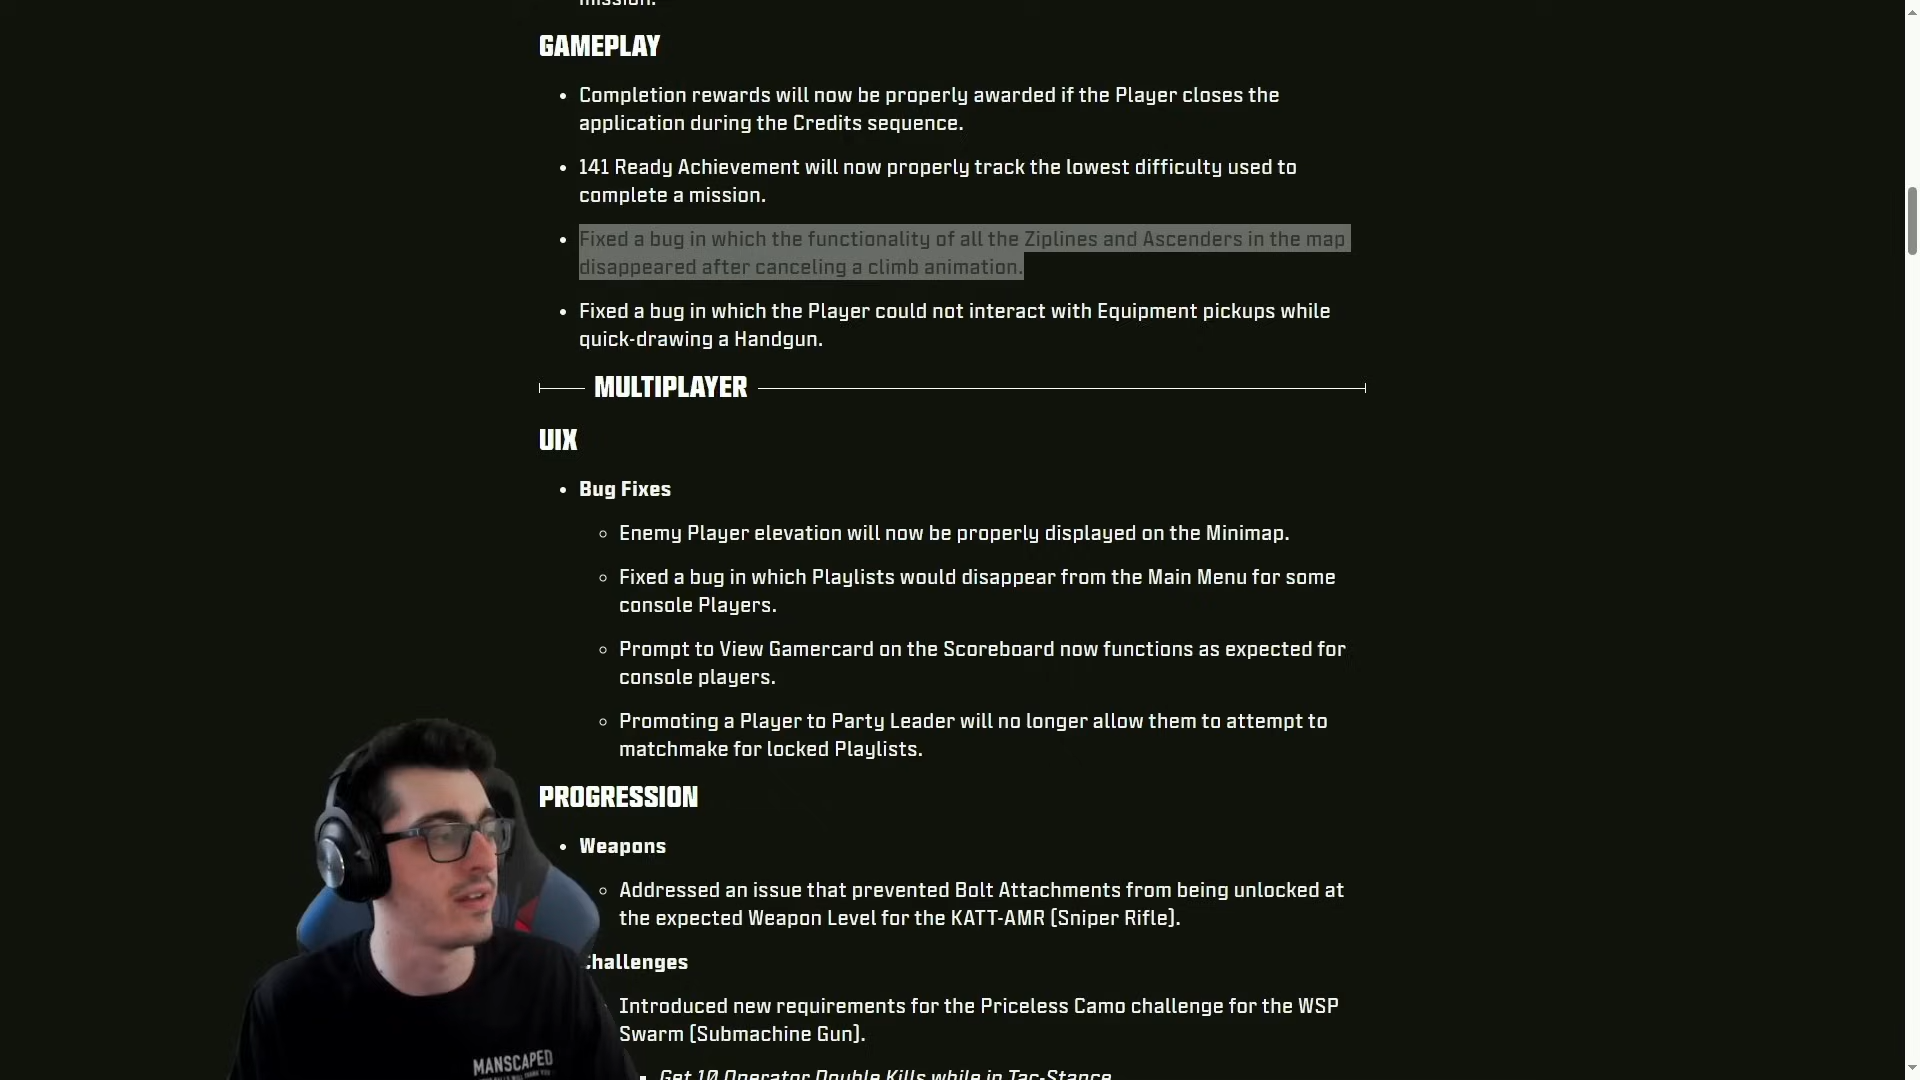 mission.
GAMEPLAY
• Completion rewards will now be properly awarded if the Player closes the
application during the Credits sequence.
• 141 Ready Achievement will now properly track the lowest difficulty used to
complete a mission.
• Fixed a bug in which the functionality of all the Ziplines and Ascenders in the map
disappeared after canceling a climb animation.
• Fixed a bug in which the Player could not interact with Equipment pickups while
quick-drawing a Handgun.
MULTIPLAYER
UIX
• Bug Fixes
◦ Enemy Player elevation will now be properly displayed on the Minimap.
◦ Fixed a bug in which Playlists would disappear from the Main Menu for some
console Players.
◦ Prompt to View Gamercard on the Scoreboard now functions as expected for
console players.
◦ Promoting a Player to Party Leader will no longer allow them to attempt to
matchmake for locked Playlists.
PROGRESSION
• Weapons
◦ Addressed an issue that prevented Bolt Attachments from being unlocked at
the expected Weapon Level for the KATT-AMR (Sniper Rifle).
Challenges
Introduced new requirements for the Priceless Camo challenge for the WSP
Swarm (Submachine Gun).
▪ Get 10 Operator Double Kills while in Tac-Stance
MANSCAPED